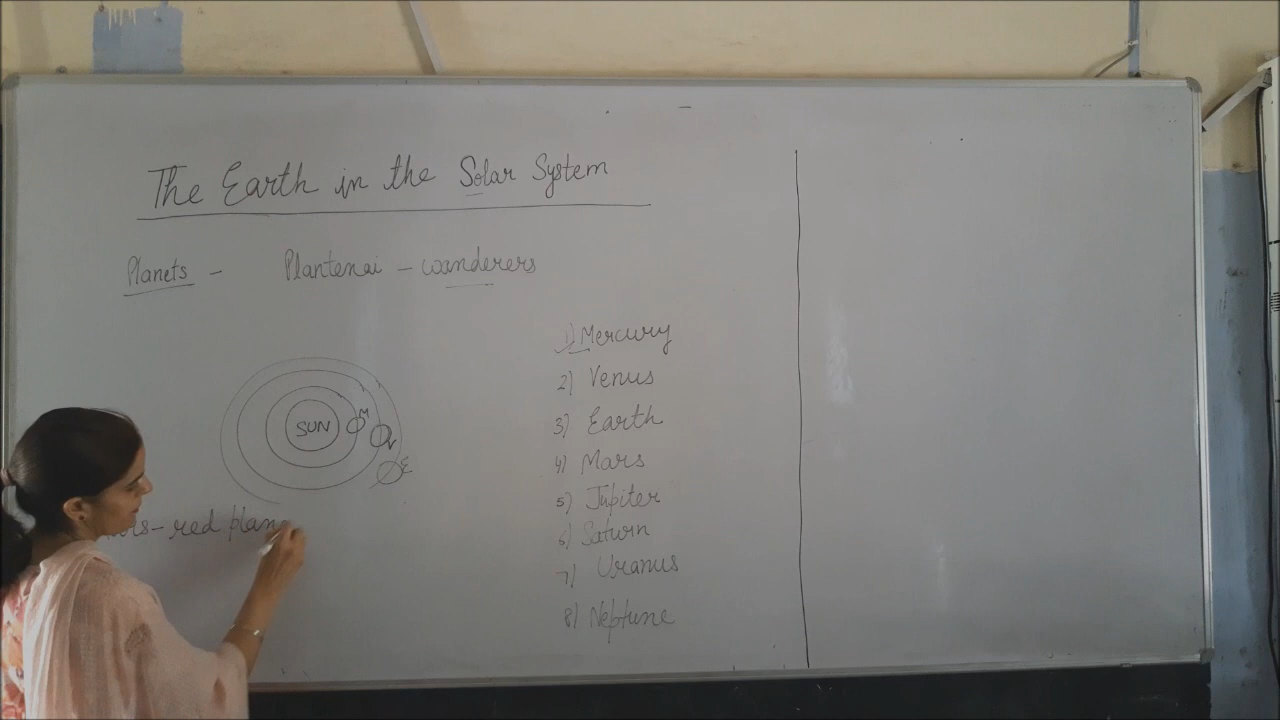 The Earth in the Solar System
Planets - Plantenai - wanderers
1) Mercury
2) Venus
3) Earth
4) Mars
5) Jupiter
6) Saturn
7) Uranus
8) Neptune
SUN
M
V
E
- red plan